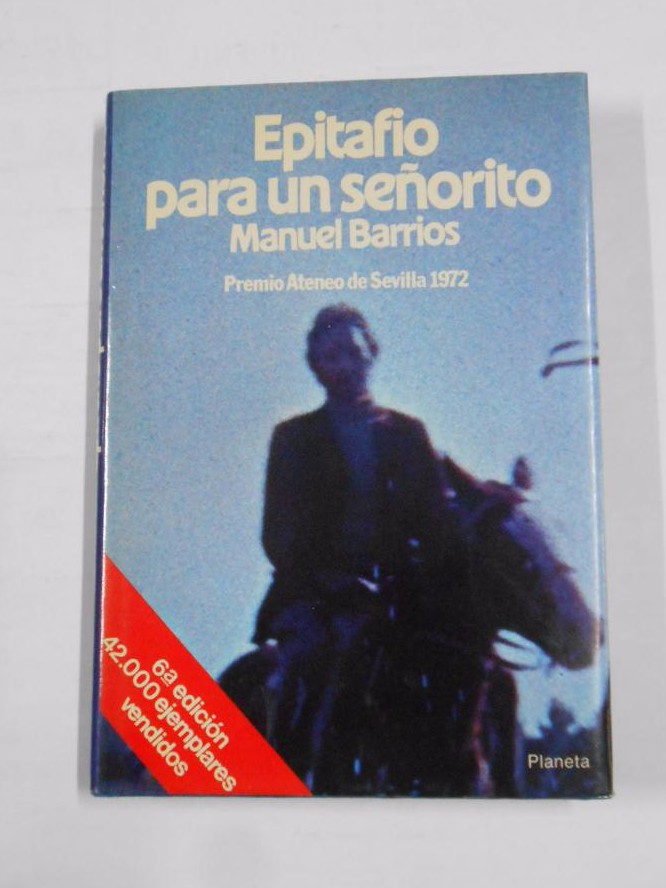 Epitafio
para un señorito
Manuel Barrios
Premio Ateneo de Sevilla 1972
6ª edición
42.000 ejemplares
vendidos
Planeta